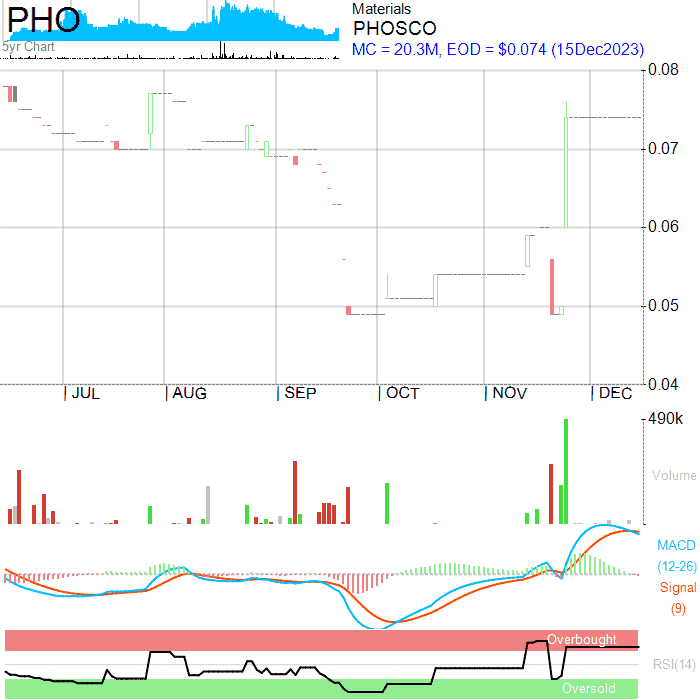 PHO
5yr Chart
Materials
PHOSCO
MC = 20.3M, EOD = $0.074 (15Dec2023)
0.08
0.07
0.06
0.05
0.04
| JUL | AUG | SEP | OCT | NOV | DEC
490k
Volume
MACD
(12-26)
Signal
(9)
Overbought
RSI(14)
Oversold